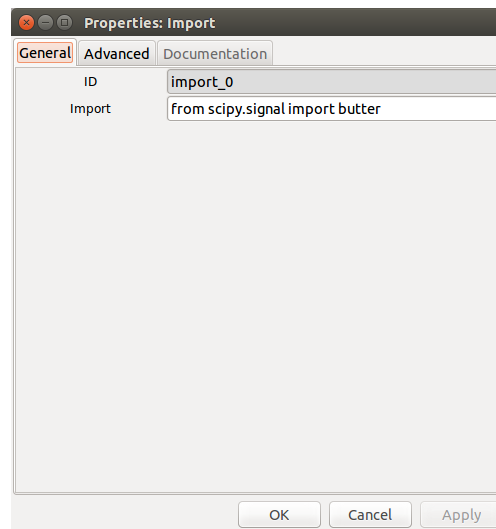 Properties: Import
General Advanced Documentation
ID import_0
Import from scipy.signal import butter
OK Cancel Apply